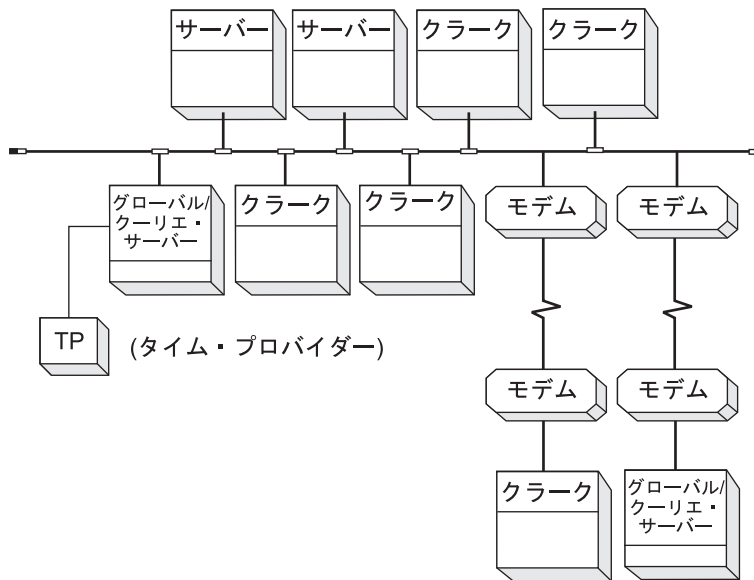 サーバー
サーバー
クラーク
クラーク
グローバル/
クーリエ・
サーバー
クラーク
クラーク
モデム
モデム
TP
(タイム・プロバイダー)
モデム
モデム
クラーク
グローバル/
クーリエ・
サーバー